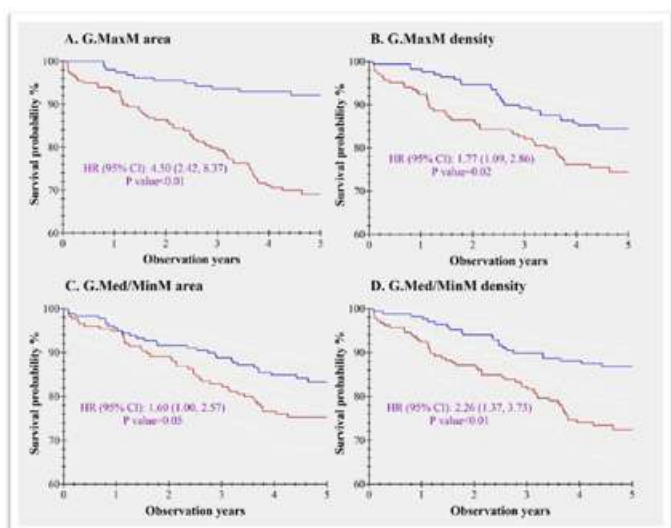 A. G.MaxM area
100
90
80
70
60
Survival probability %
HR (95% CI): 4.50 (2.42, 8.37)
P value<0.01
0 1 2 3 4 5
Observation years
B. G.MaxM density
100
90
80
70
60
Survival probability %
HR (95% CI): 1.77 (1.09, 2.86)
P value=0.02
0 1 2 3 4 5
Observation years
C. G.Med/MinM area
100
90
80
70
60
Survival probability %
HR (95% CI): 1.60 (1.00, 2.57)
P value=0.05
0 1 2 3 4 5
Observation years
D. G.Med/MinM density
100
90
80
70
60
Survival probability %
HR (95% CI): 2.26 (1.37, 3.73)
P value<0.01
0 1 2 3 4 5
Observation years